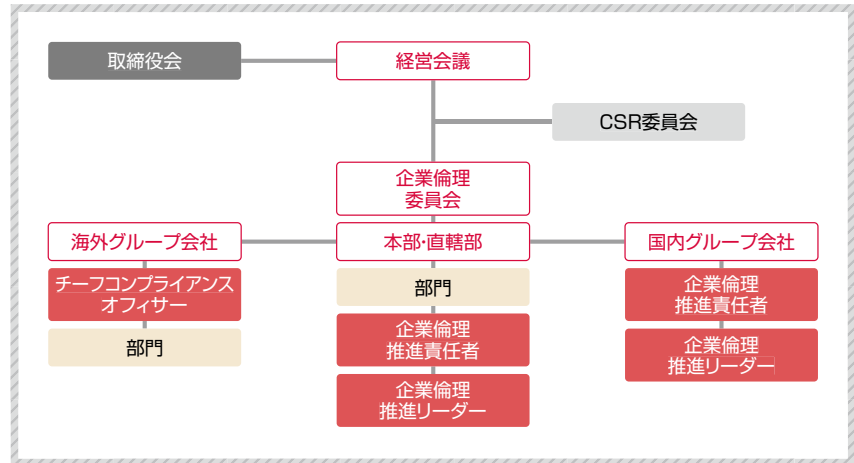 取締役会
経営会議
CSR委員会
企業倫理
委員会
海外グループ会社
本部・直轄部
国内グループ会社
チーフコンプライアンス
オフィサー
部門
部門
企業倫理
推進責任者
企業倫理
推進リーダー
企業倫理
推進責任者
企業倫理
推進リーダー